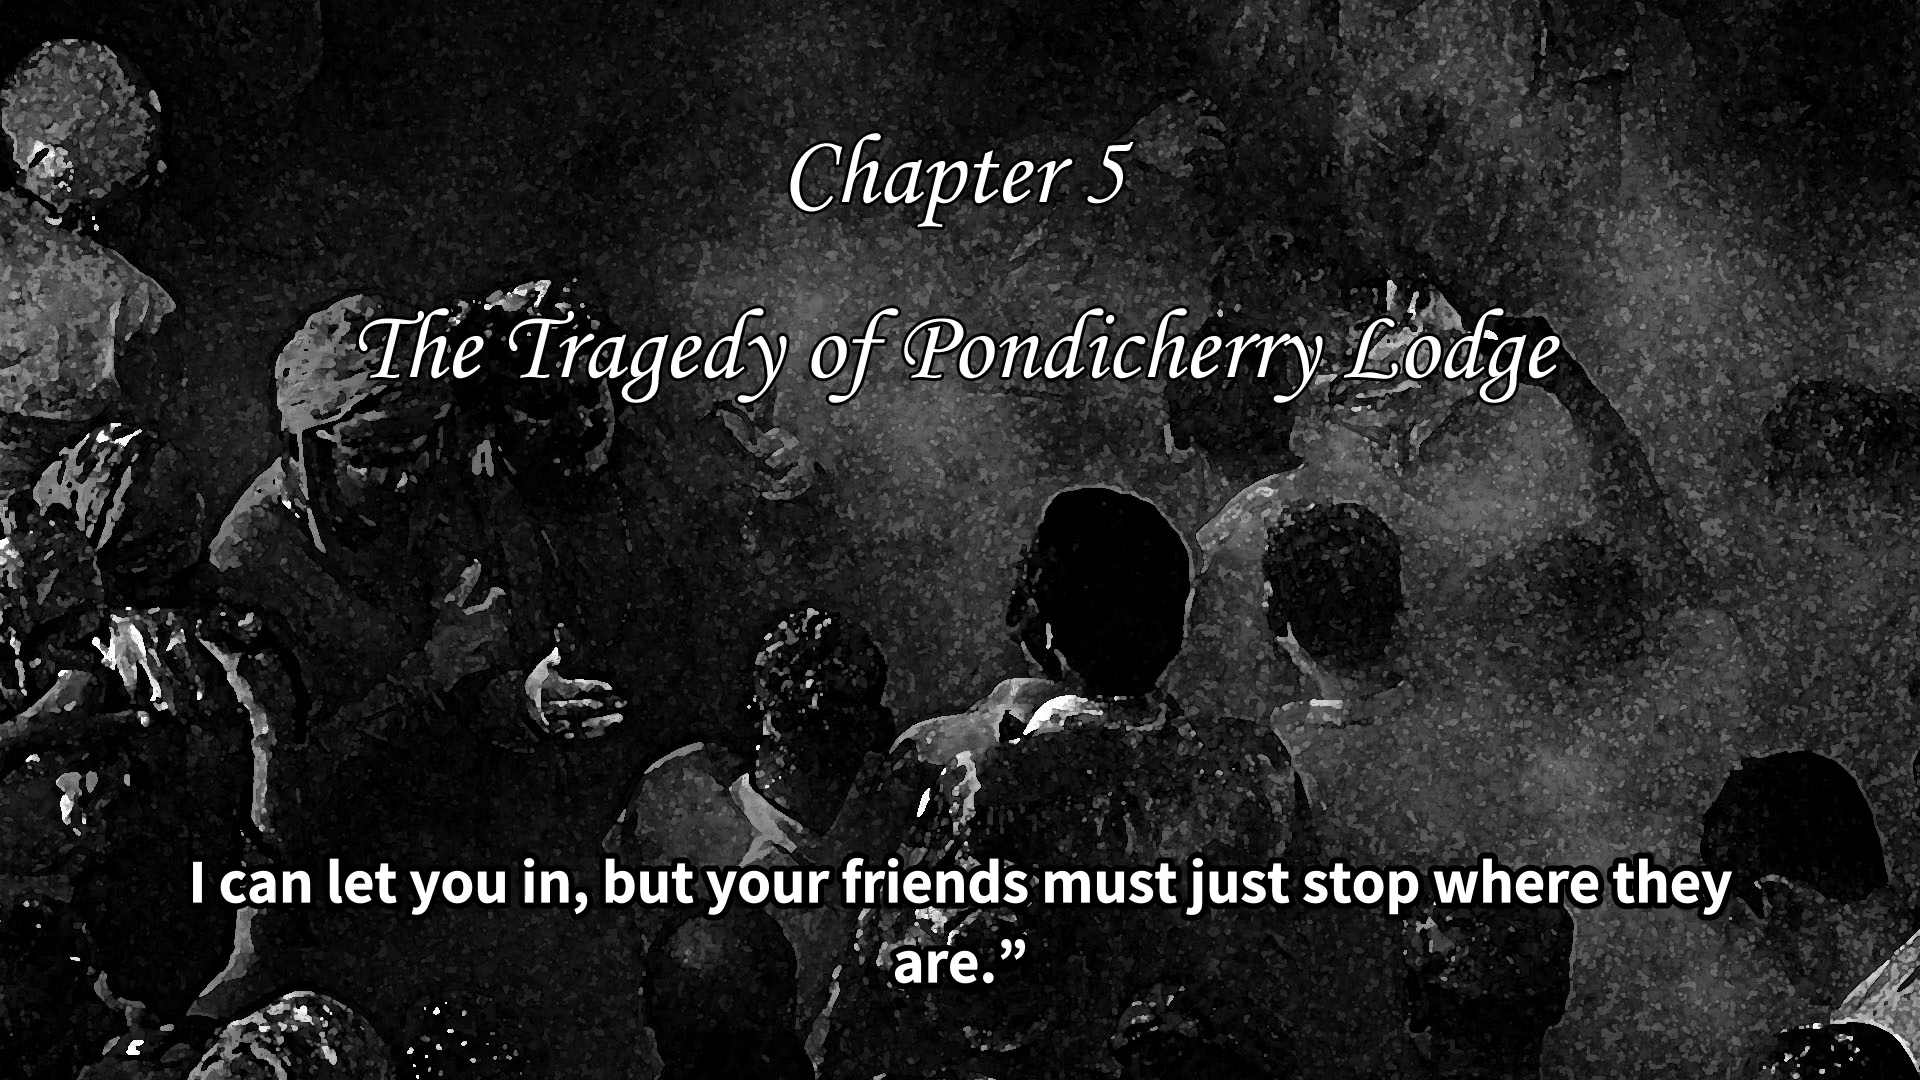 Chapter 5
The Tragedy of Pondicherry Lodge
I can let you in, but your friends must just stop where they
are.”